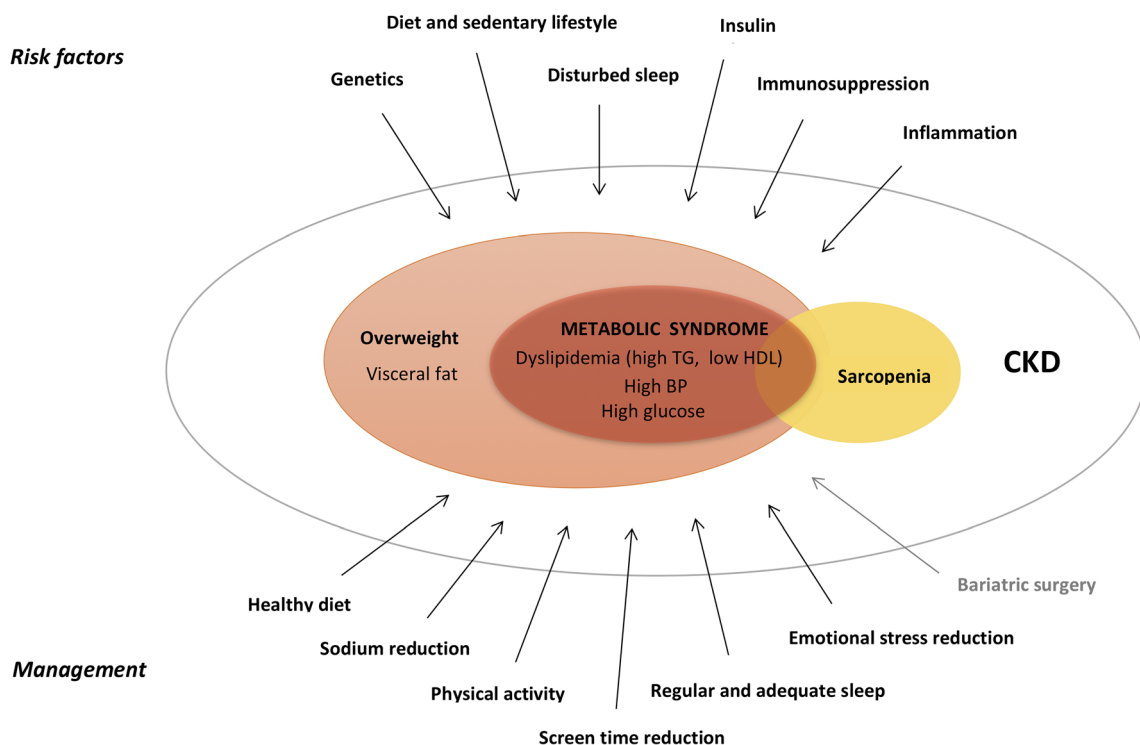 Diet and sedentary lifestyle
Insulin
Risk factors
Genetics
Disturbed sleep
Immunosuppression
Inflammation
Overweight
Visceral fat
METABOLIC SYNDROME
Dyslipidemia (high TG, low HDL)
High BP
High glucose
Sarcopenia
CKD
Healthy diet
Sodium reduction
Physical activity
Screen time reduction
Regular and adequate sleep
Emotional stress reduction
Bariatric surgery
Management